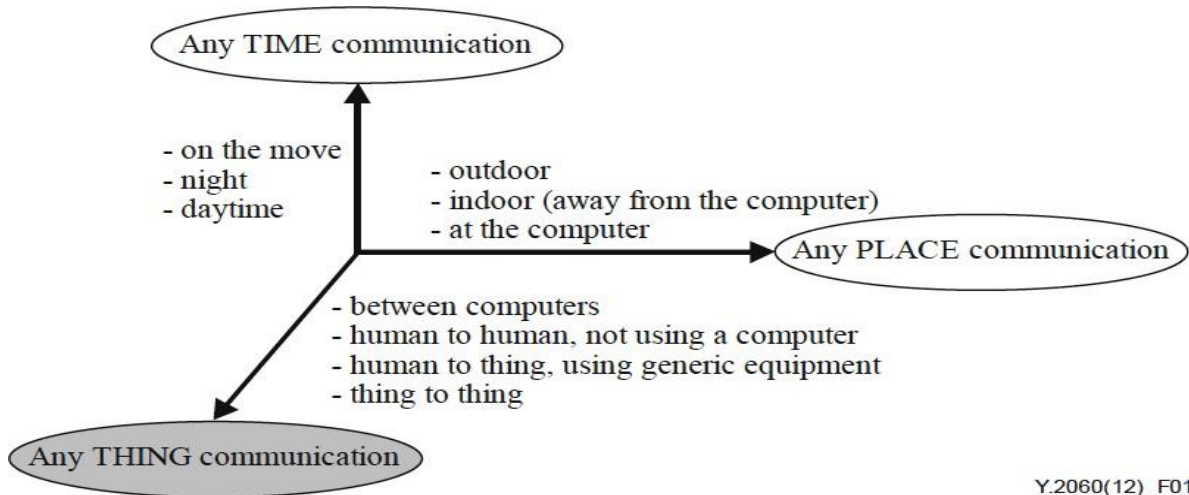 Any TIME communication
- on the move
- night
- daytime
- outdoor
- indoor (away from the computer)
- at the computer
Any PLACE communication
- between computers
- human to human, not using a computer
- human to thing, using generic equipment
- thing to thing
Any THING communication
Y.2060(12)_F01